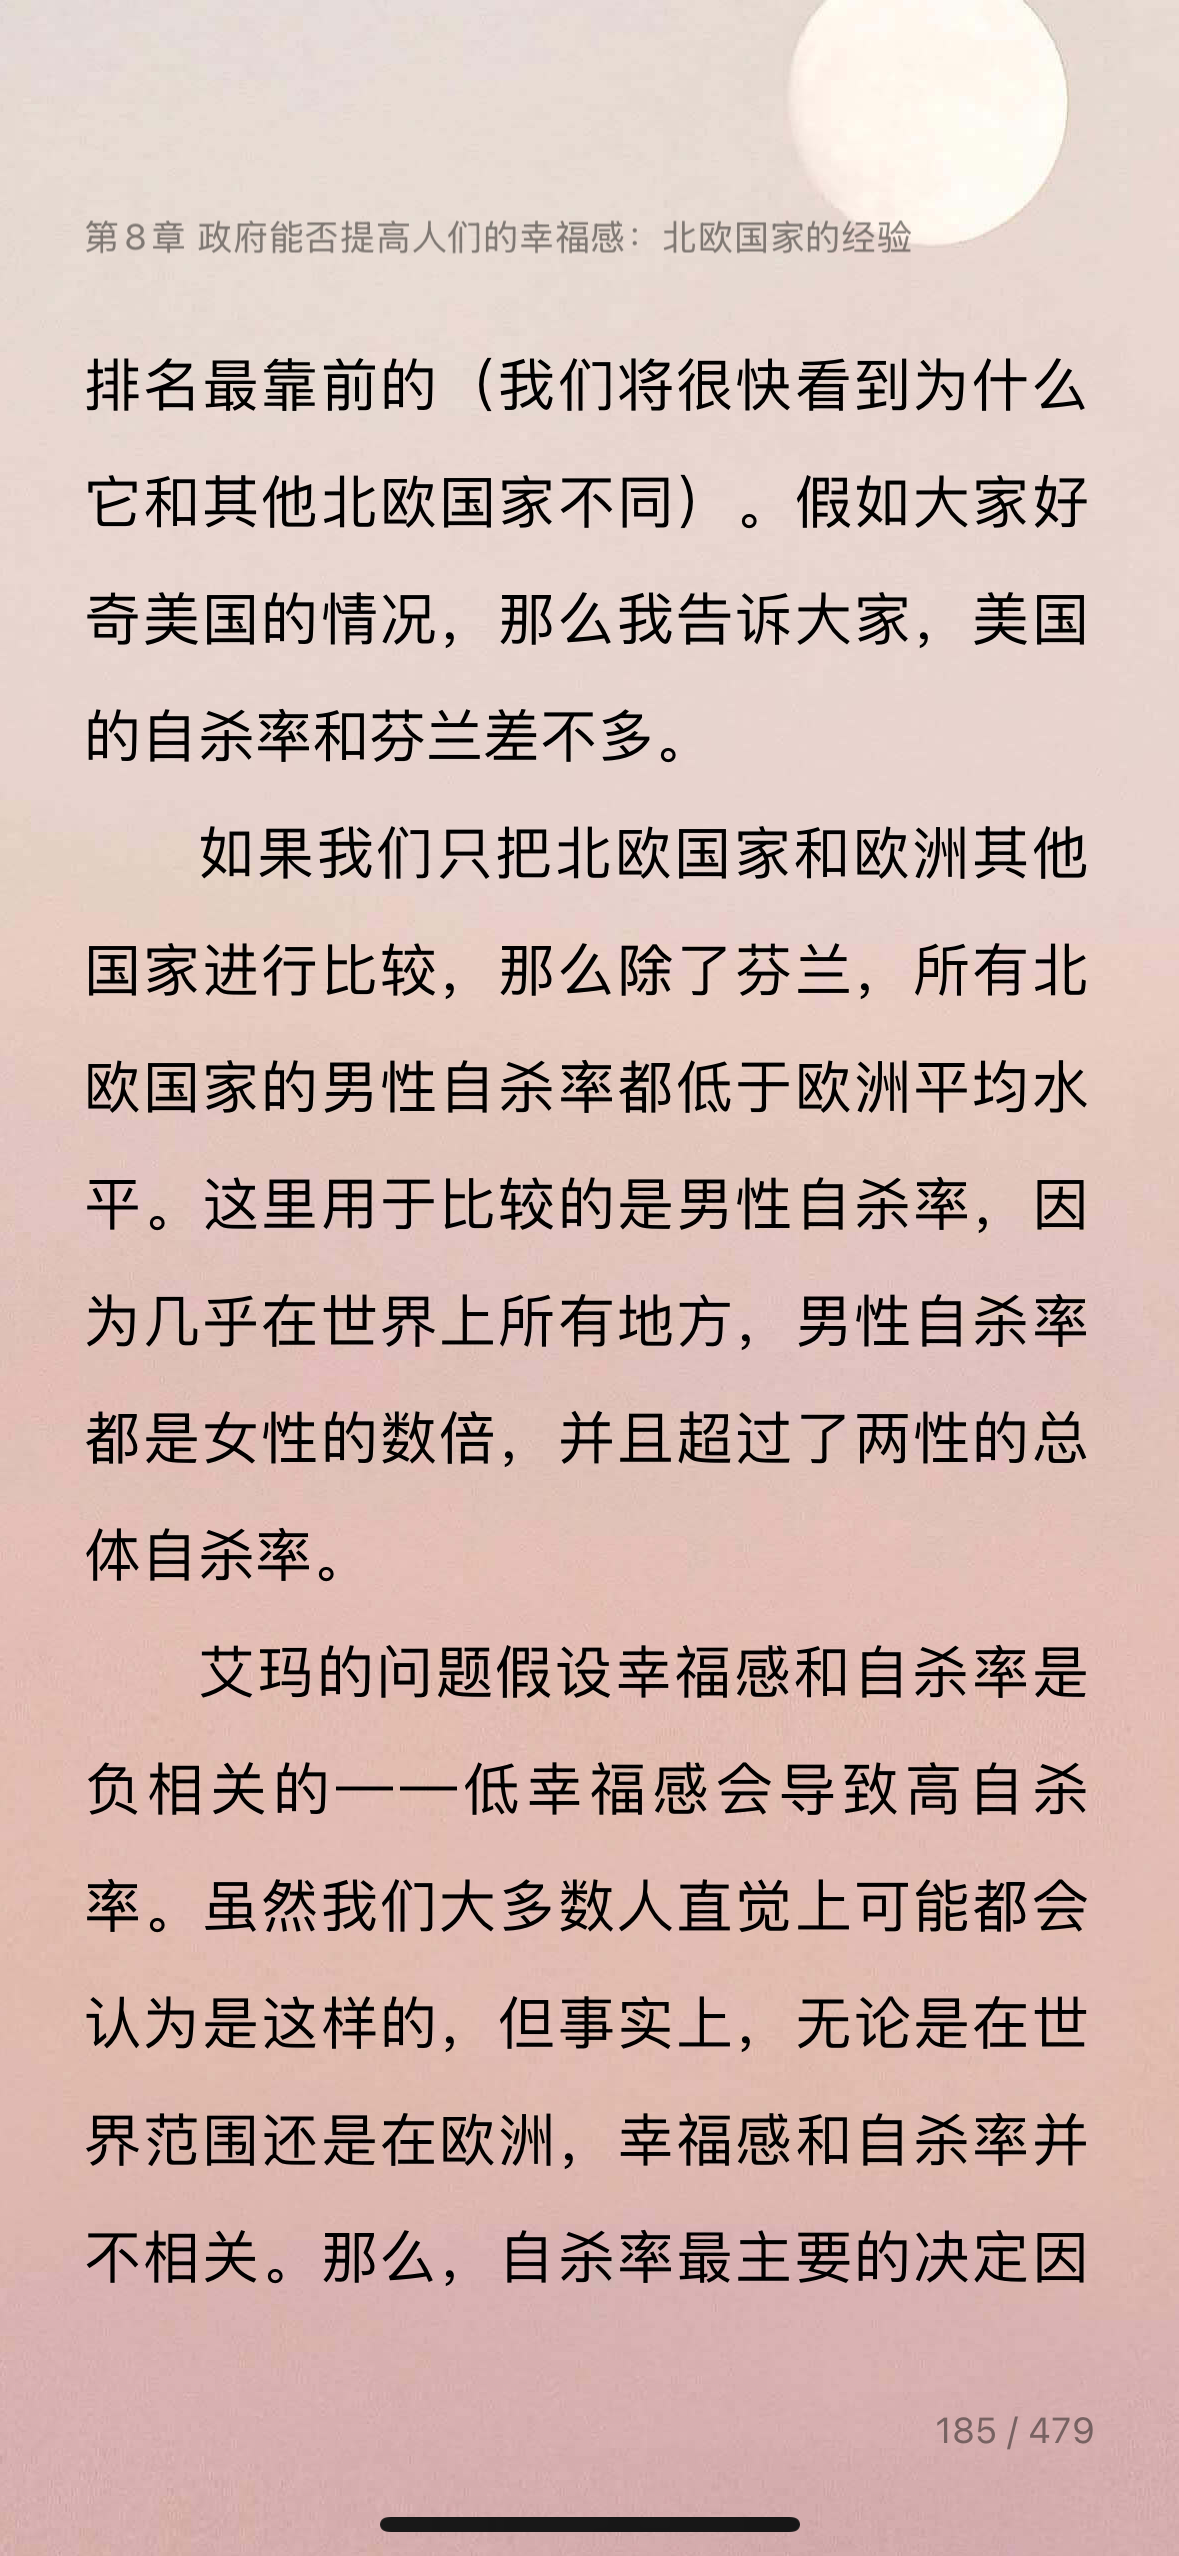 第8章 政府能否提高人们的幸福感：北欧国家的经验
排名最靠前的（我们将很快看到为什么
它和其他北欧国家不同）。假如大家好
奇美国的情况，那么我告诉大家，美国
的自杀率和芬兰差不多。
如果我们只把北欧国家和欧洲其他
国家进行比较，那么除了芬兰，所有北
欧国家的男性自杀率都低于欧洲平均水
平。这里用于比较的是男性自杀率，因
为几乎在世界上所有地方，男性自杀率
都是女性的数倍，并且超过了两性的总
体自杀率。
艾玛的问题假设幸福感和自杀率是
负相关的——低幸福感会导致高自杀
率。虽然我们大多数人直觉上可能都会
认为是这样的，但事实上，无论是在世
界范围还是在欧洲，幸福感和自杀率并
不相关。那么，自杀率最主要的决定因
185 / 479